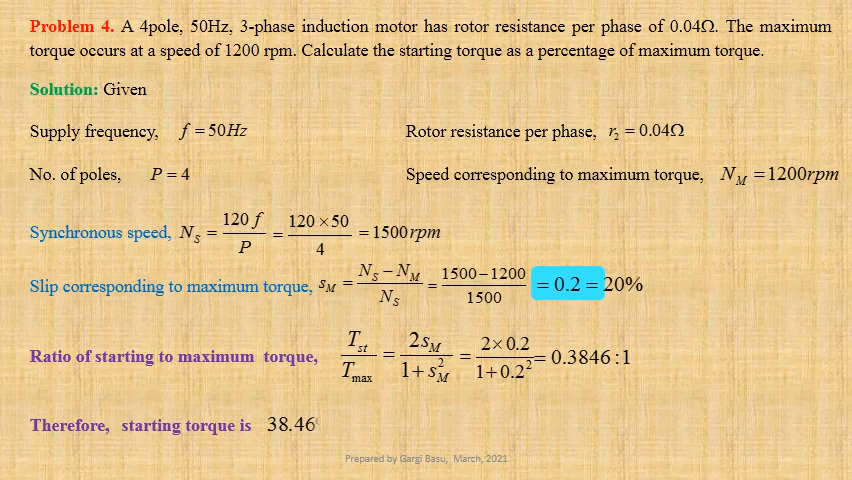 Problem 4. A 4pole, 50Hz, 3-phase induction motor has rotor resistance per phase of 0.04Ω. The maximum
torque occurs at a speed of 1200 rpm. Calculate the starting torque as a percentage of maximum torque.
Solution: Given
Supply frequency, f = 50Hz Rotor resistance per phase, r₂ = 0.04Ω
No. of poles, P = 4 Speed corresponding to maximum torque, N_M = 1200rpm
Synchronous speed, N_S = 120 f / P = 120 × 50 / 4 = 1500 rpm
Slip corresponding to maximum torque, s_M = N_S − N_M / N_S = 1500 − 1200 / 1500 = 0.2 = 20%
Ratio of starting to maximum torque, T_st / T_max = 2s_M / 1 + s_M² = 2 × 0.2 / 1 + 0.2² = 0.3846 : 1
Therefore, starting torque is 38.46
Prepared by Gargi Basu, March, 2021